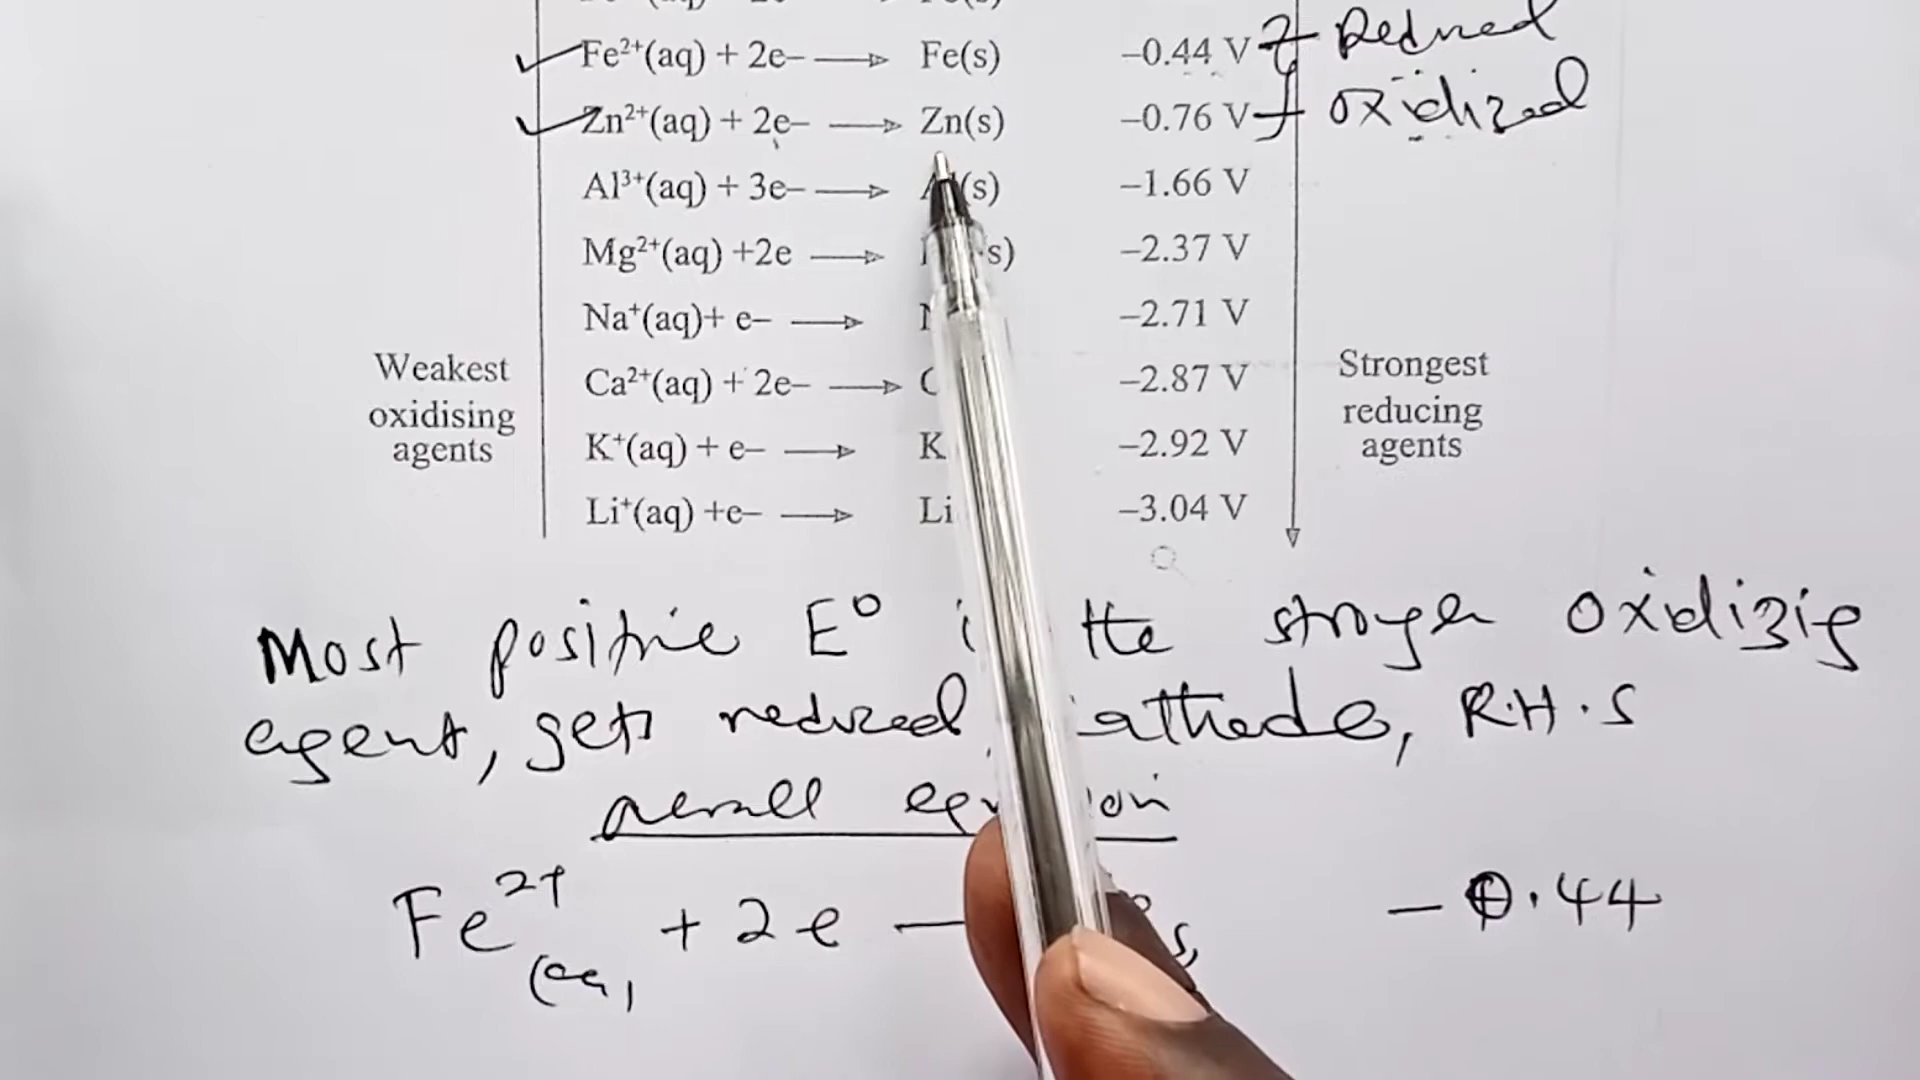 Fe²⁺(aq) + 2e– → Fe(s) –0.44 V Reduced
Zn²⁺(aq) + 2e– → Zn(s) –0.76 V oxidized
Al³⁺(aq) + 3e– → (s) –1.66 V
Mg²⁺(aq) +2e → s) –2.37 V
Na⁺(aq)+ e– → –2.71 V
Weakest oxidising agents
Ca²⁺(aq) + 2e– → –2.87 V
Strongest reducing agents
K⁺(aq) + e– → K –2.92 V
Li⁺(aq) +e– → Li –3.04 V
Most positive E⁰ the stronger oxidizig
agent, gets reduced, athode, R.H.S
overall
Fe²⁺(aq) + 2e — s) – 0.44